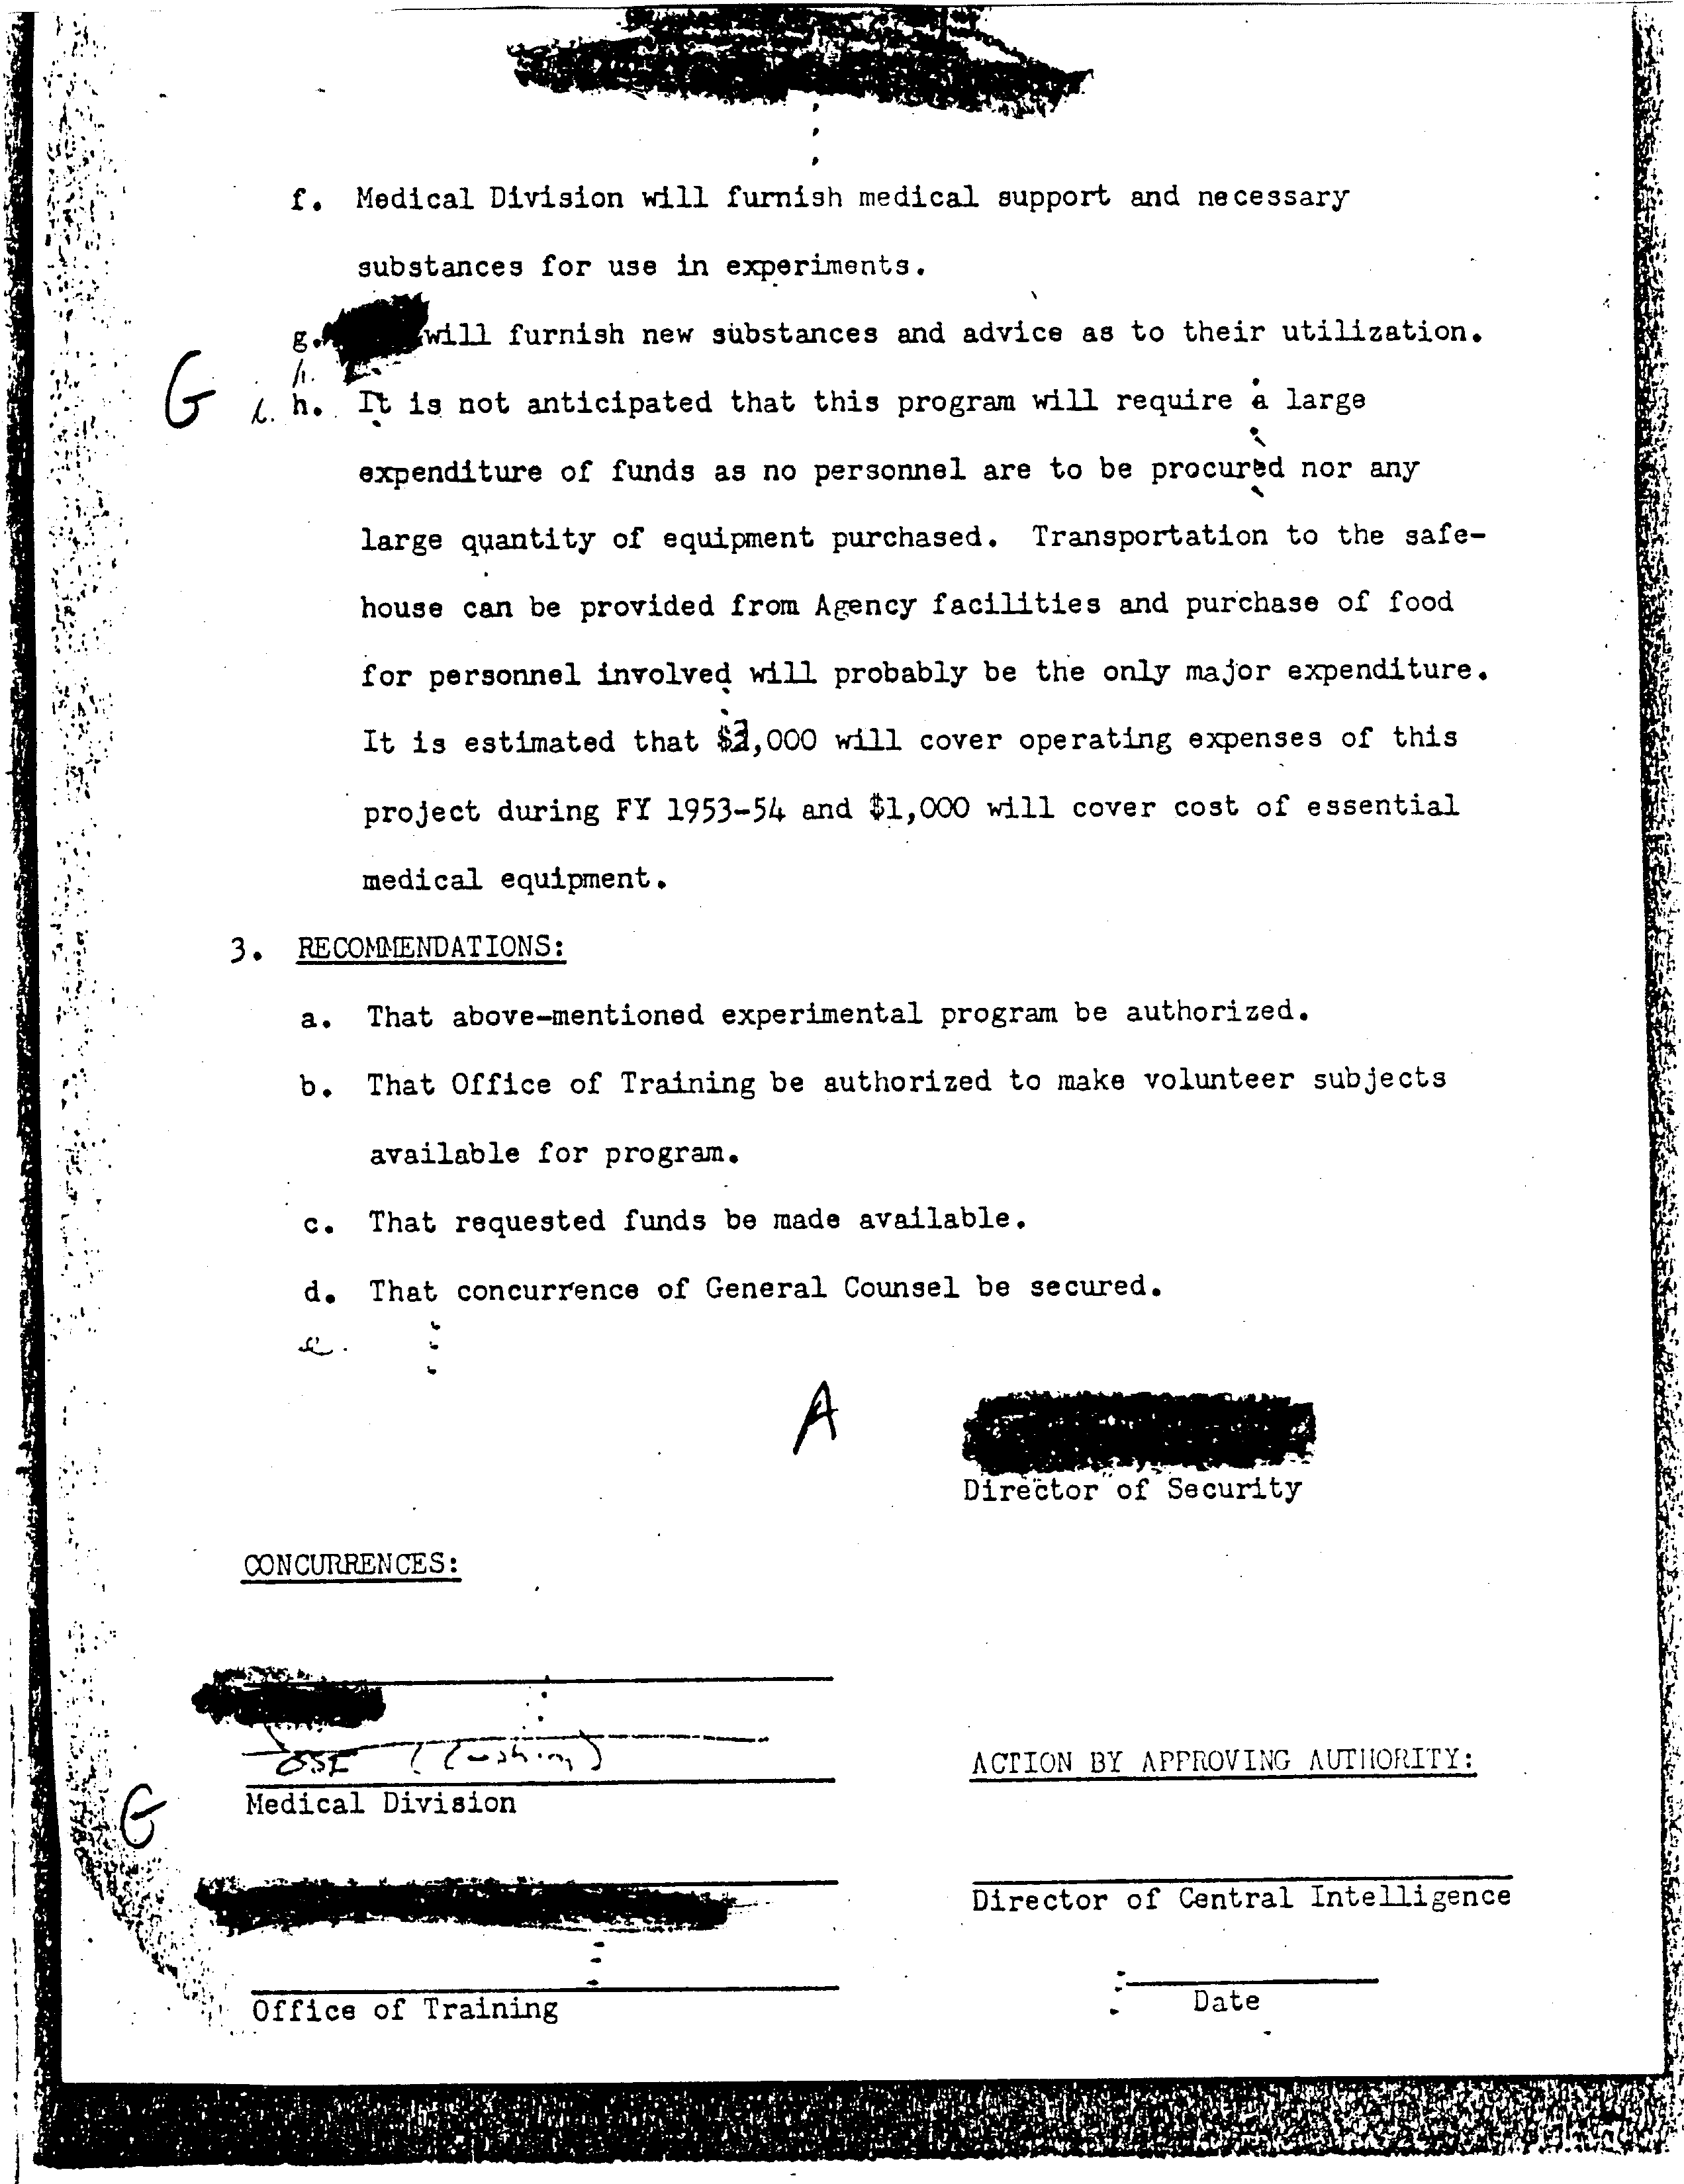 f. Medical Division will furnish medical support and necessary
substances for use in experiments.
g. will furnish new substances and advice as to their utilization.
h.
G i. h. It is not anticipated that this program will require a large
expenditure of funds as no personnel are to be procured nor any
large quantity of equipment purchased. Transportation to the safe-
house can be provided from Agency facilities and purchase of food
for personnel involved will probably be the only major expenditure.
It is estimated that ,000 will cover operating expenses of this
project during FY 1953-54 and $1,000 will cover cost of essential
medical equipment.
3. RECOMMENDATIONS:
a. That above-mentioned experimental program be authorized.
b. That Office of Training be authorized to make volunteer subjects
available for program.
c. That requested funds be made available.
d. That concurrence of General Counsel be secured.
e.
A
Director of Security
CONCURRENCES:
OSI
ACTION BY APPROVING AUTHORITY:
G Medical Division
Director of Central Intelligence
Office of Training
Date